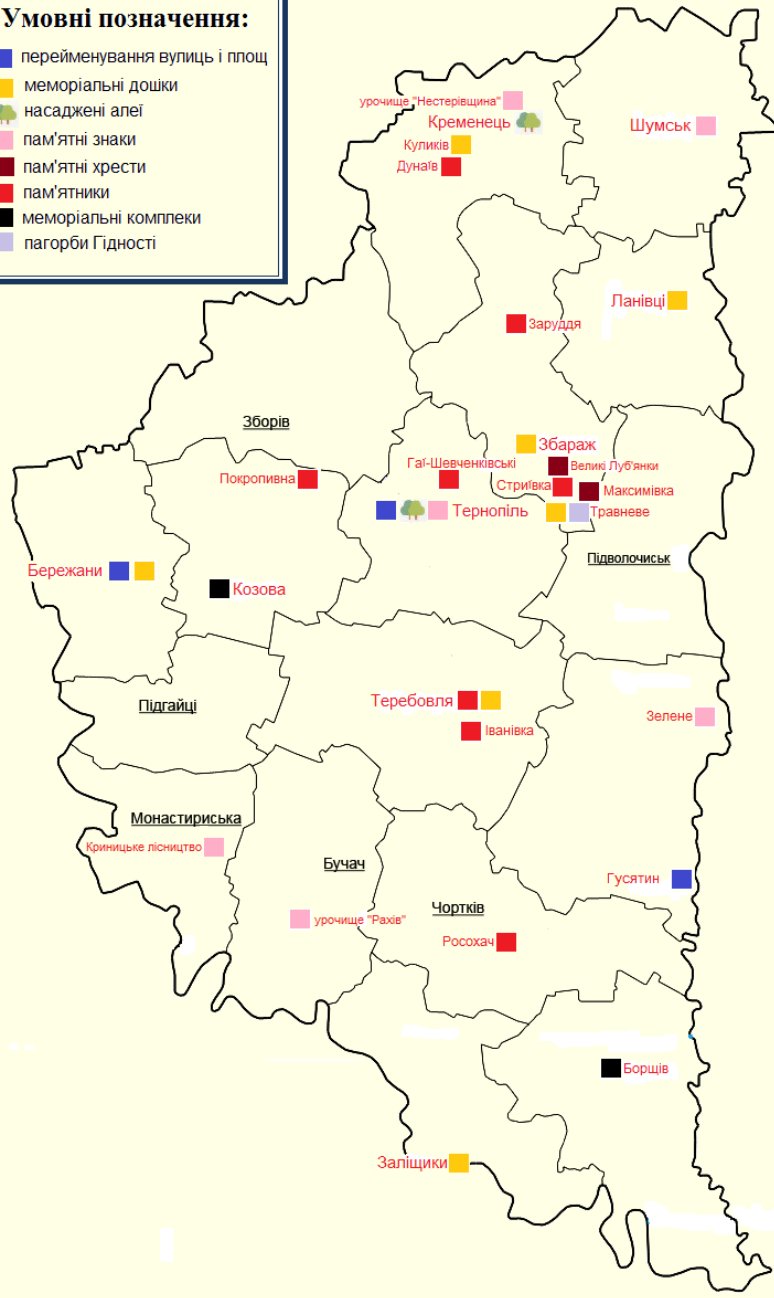 Умовні позначення:
перейменування вулиць і площ
меморіальні дошки
насаджені алеї
пам'ятні знаки
пам'ятні хрести
пам'ятники
меморіальні комплеки
пагорби Гідності
урочище "Нестерівщина"
Кременець
Шумськ
Куликів
Дунаїв
Ланівці
Заруддя
Зборів
Збараж
Гаї-Шевченківські
Великі Луб'янки
Покропивна
Стриївка
Максимівка
Тернопіль
Травневе
Підволочиськ
Бережани
Козова
Теребовля
Підгайці
Зелене
Іванівка
Монастириська
Криницьке лісництво
Бучач
Гусятин
Чортків
урочище "Рахів"
Росохач
Борщів
Заліщики